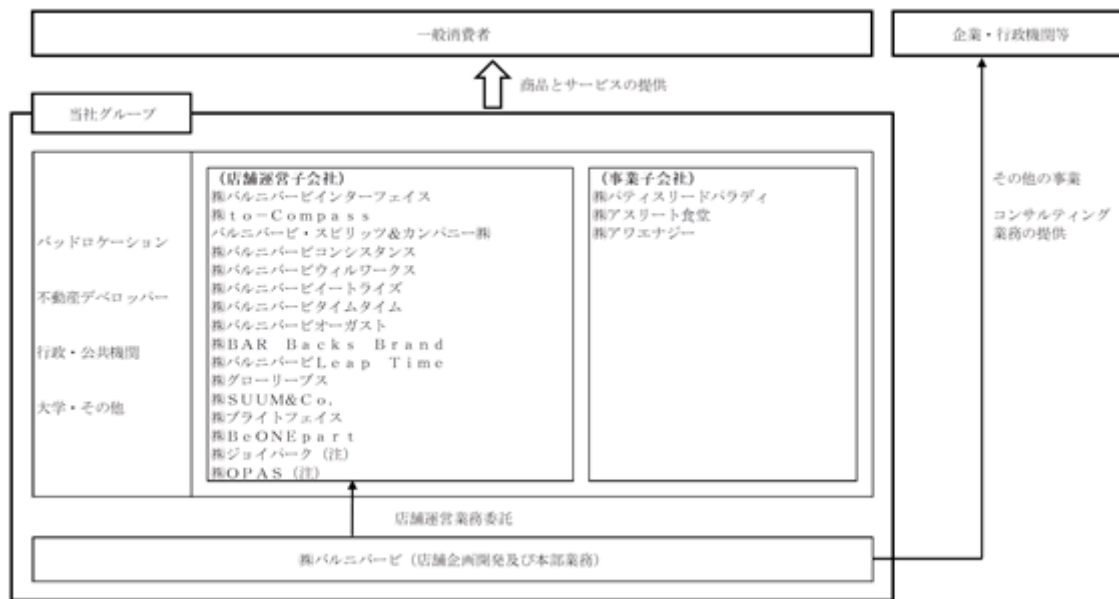 一般消費者
企業・行政機関等
商品とサービスの提供
当社グループ
バッドロケーション
不動産デベロッパー
行政・公共機関
大学・その他
(店舗運営子会社)
㈱バルニバービインターフェイス
㈱to-Compass
バルニバービ・スピリッツ&カンパニー㈱
㈱バルニバービコンシスタンス
㈱バルニバービウィルワークス
㈱バルニバービイートライズ
㈱バルニバービタイムタイム
㈱バルニバービオーガスト
㈱BAR Backs Brand
㈱バルニバービLeap Time
㈱グローリーブス
㈱SUUM&Co.
㈱ブライトフェイス
㈱BeONEpart
㈱ジョイパーク(注)
㈱OPAS(注)
(事業子会社)
㈱パティスリードパラディ
㈱アスリート食堂
㈱アワエナジー
その他の事業
コンサルティング
業務の提供
店舗運営業務委託
㈱バルニバービ(店舗企画開発及び本部業務)